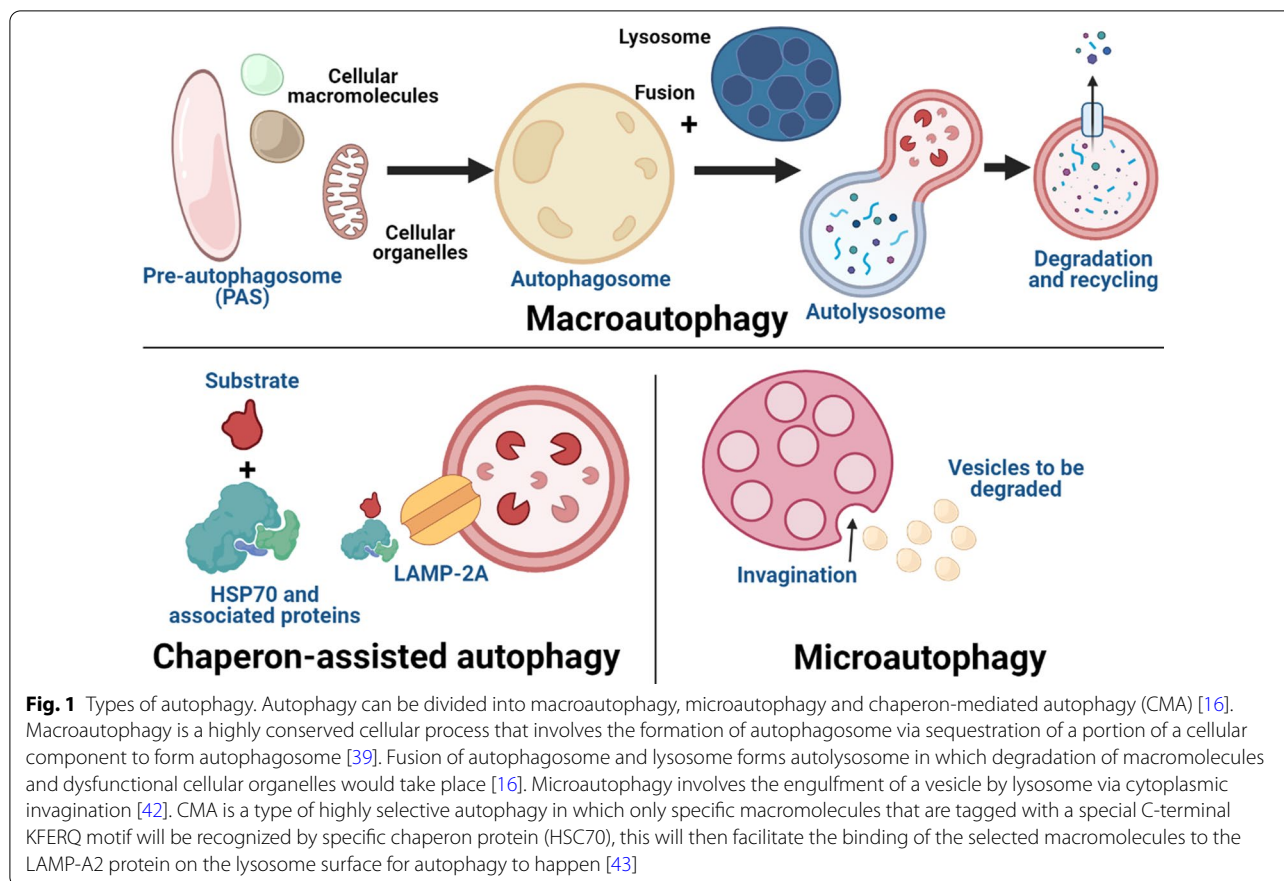 Lysosome
Cellular
macromolecules
Fusion
+
Cellular
organelles
Pre-autophagosome
(PAS)
Autophagosome
Autolysosome
Degradation
and recycling
Macroautophagy
Substrate
+
HSP70 and
associated proteins
LAMP-2A
Chaperon-assisted autophagy
Vesicles to be
degraded
Invagination
Microautophagy
Fig. 1 Types of autophagy. Autophagy can be divided into macroautophagy, microautophagy and chaperon-mediated autophagy (CMA) [16].
Macroautophagy is a highly conserved cellular process that involves the formation of autophagosome via sequestration of a portion of a cellular
component to form autophagosome [39]. Fusion of autophagosome and lysosome forms autolysosome in which degradation of macromolecules
and dysfunctional cellular organelles would take place [16]. Microautophagy involves the engulfment of a vesicle by lysosome via cytoplasmic
invagination [42]. CMA is a type of highly selective autophagy in which only specific macromolecules that are tagged with a special C-terminal
KFERQ motif will be recognized by specific chaperon protein (HSC70), this will then facilitate the binding of the selected macromolecules to the
LAMP-A2 protein on the lysosome surface for autophagy to happen [43]